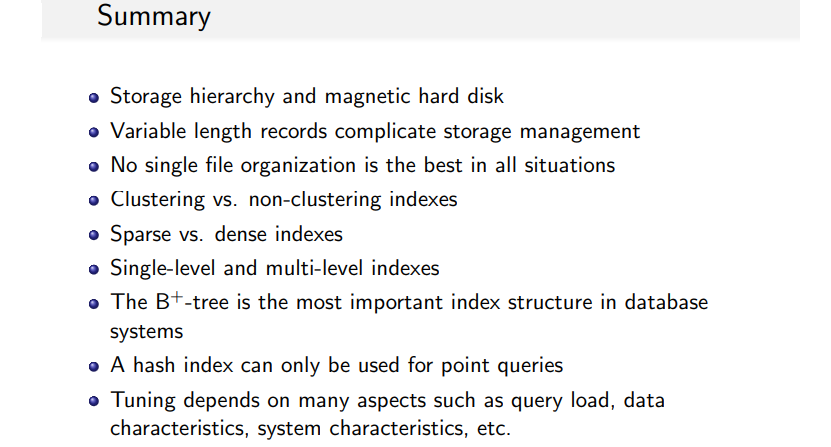 Summary
Storage hierarchy and magnetic hard disk
Variable length records complicate storage management
No single file organization is the best in all situations
Clustering vs. non-clustering indexes
Sparse vs. dense indexes
Single-level and multi-level indexes
The B⁺-tree is the most important index structure in database
systems
A hash index can only be used for point queries
Tuning depends on many aspects such as query load, data
characteristics, system characteristics, etc.